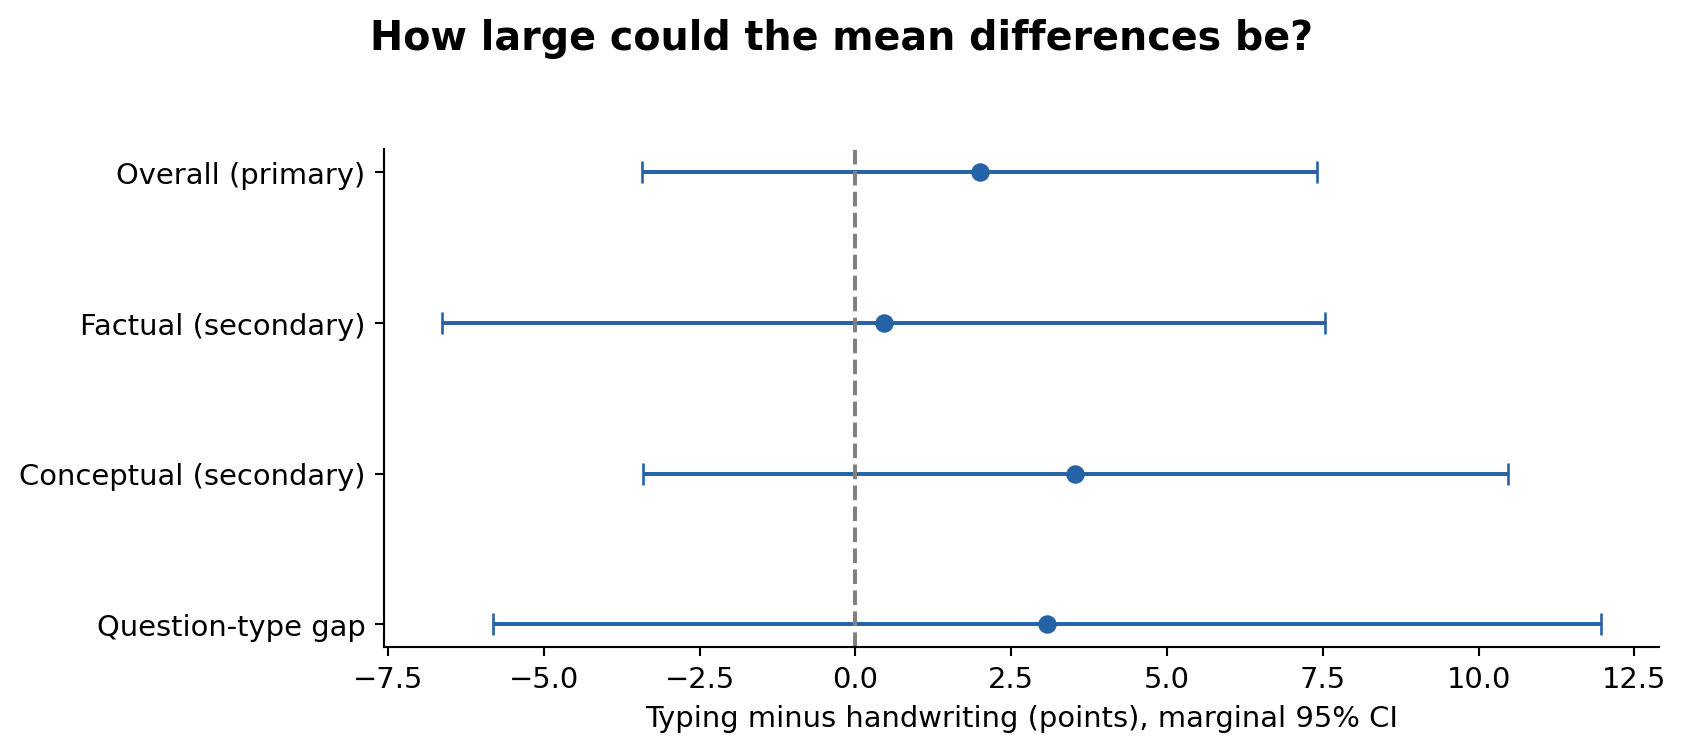 How large could the mean differences be?
Overall (primary)
Factual (secondary)
Conceptual (secondary)
Question-type gap
−7.5 −5.0 −2.5 0.0 2.5 5.0 7.5 10.0 12.5
Typing minus handwriting (points), marginal 95% CI